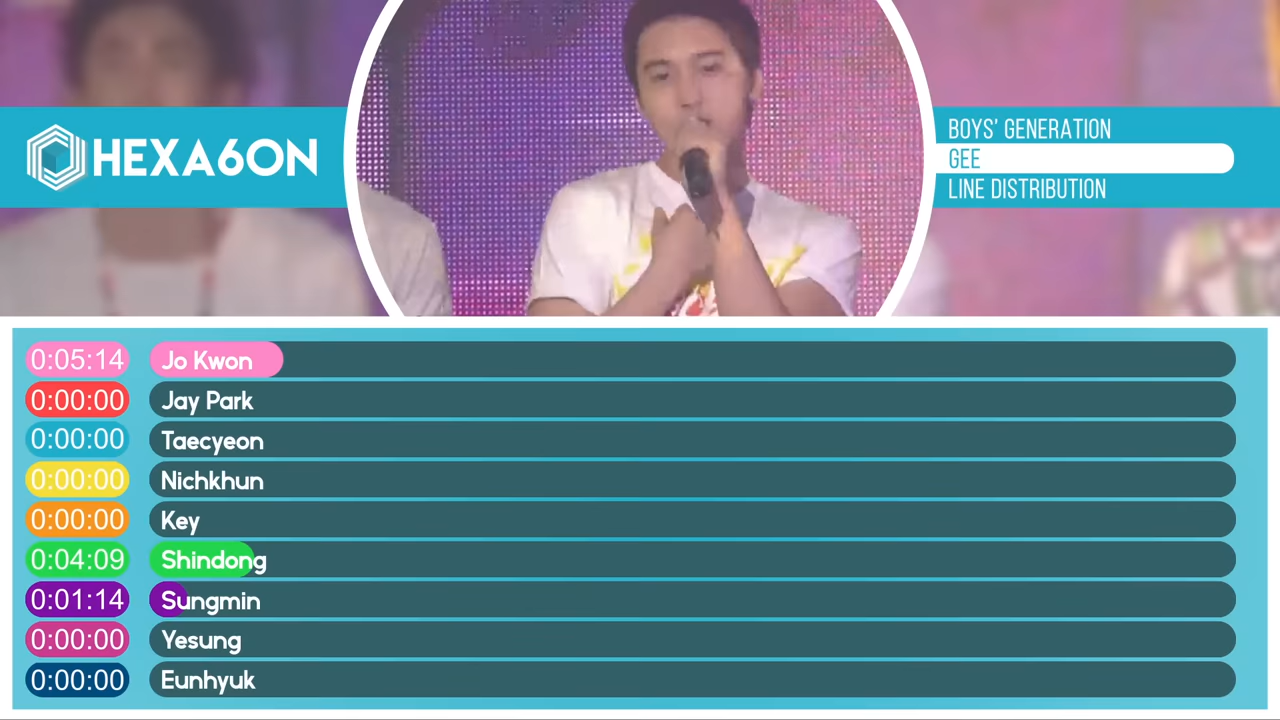 HEXA6ON
BOYS' GENERATION
GEE
LINE DISTRIBUTION
0:05:14 Jo Kwon
0:00:00 Jay Park
0:00:00 Taecyeon
0:00:00 Nichkhun
0:00:00 Key
0:04:09 Shindong
0:01:14 Sungmin
0:00:00 Yesung
0:00:00 Eunhyuk